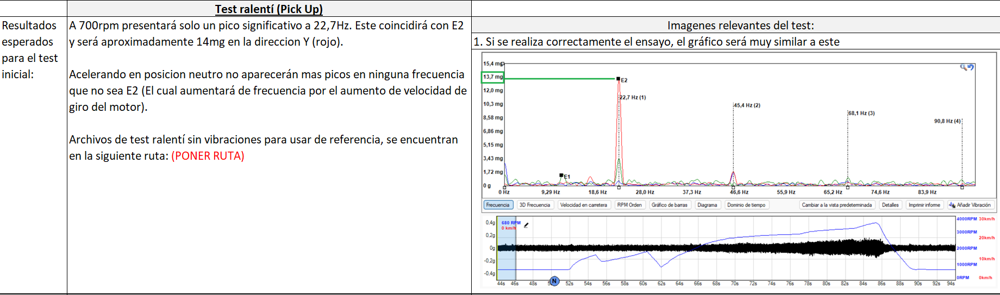 Test ralentí (Pick Up)
Resultados
esperados
para el test
inicial:
A 700rpm presentará solo un pico significativo a 22,7Hz. Este coincidirá con E2
y será aproximadamente 14mg en la direccion Y (rojo).
Acelerando en posicion neutro no aparecerán mas picos en ninguna frecuencia
que no sea E2 (El cual aumentará de frecuencia por el aumento de velocidad de
giro del motor).
Archivos de test ralentí sin vibraciones para usar de referencia, se encuentran
en la siguiente ruta: (PONER RUTA)
Imagenes relevantes del test:
1. Si se realiza correctamente el ensayo, el gráfico será muy similar a este
15,4 mg
13,7 mg
12,0 mg
10,3 mg
8,58 mg
6,86 mg
5,15 mg
3,43 mg
1,72 mg
0 g
E1
E2
22,7 Hz (1)
45,4 Hz (2)
68,1 Hz (3)
90,8 Hz (4)
0 Hz 9,29 Hz 18,6 Hz 28,0 Hz 37,3 Hz 46,6 Hz 55,9 Hz 65,2 Hz 74,6 Hz 83,9 Hz
Frecuencia 3D Frecuencia Velocidad en carretera RPM Orden Gráfico de barras Diagrama Dominio de tiempo Cambiar a la vista predeterminada Detalles Imprimir informe Añadir Vibración
0,4g
0,2g
0g
-0.2g
-0.4g
680 RPM
0 km/h
4000RPM 30km/h
3000RPM
20km/h
2000RPM
10km/h
1000RPM
0RPM 0km/h
N
44s 46s 48s 52s 54s 56s 58s 60s 62s 64s 66s 68s 70s 72s 74s 76s 78s 80s 82s 84s 86s 88s 90s 92s 94s